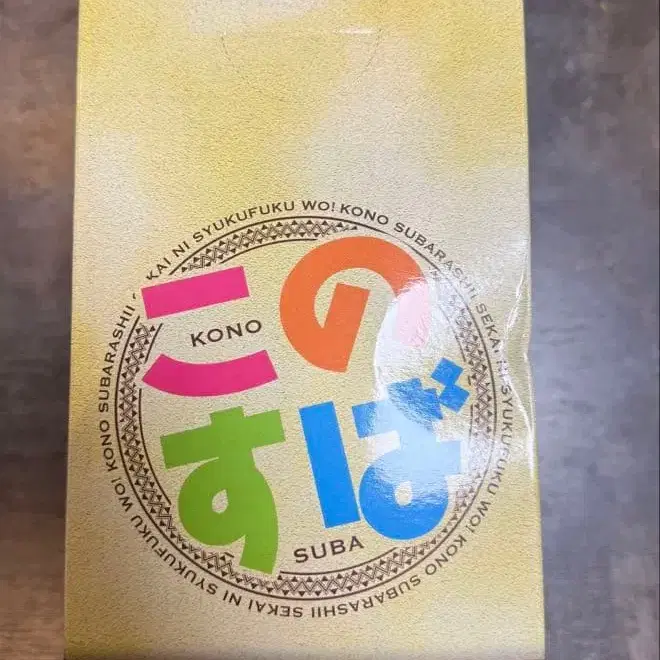 こ の
KONO
す ば
SUBA
KONO SUBARASHII SEKAI NI SYUKUFUKU WO! KONO SUBARASHII SEKAI NI SYUKUFUKU WO! KONO SUBARASHII SEKAI NI SYUKUFUKU WO!